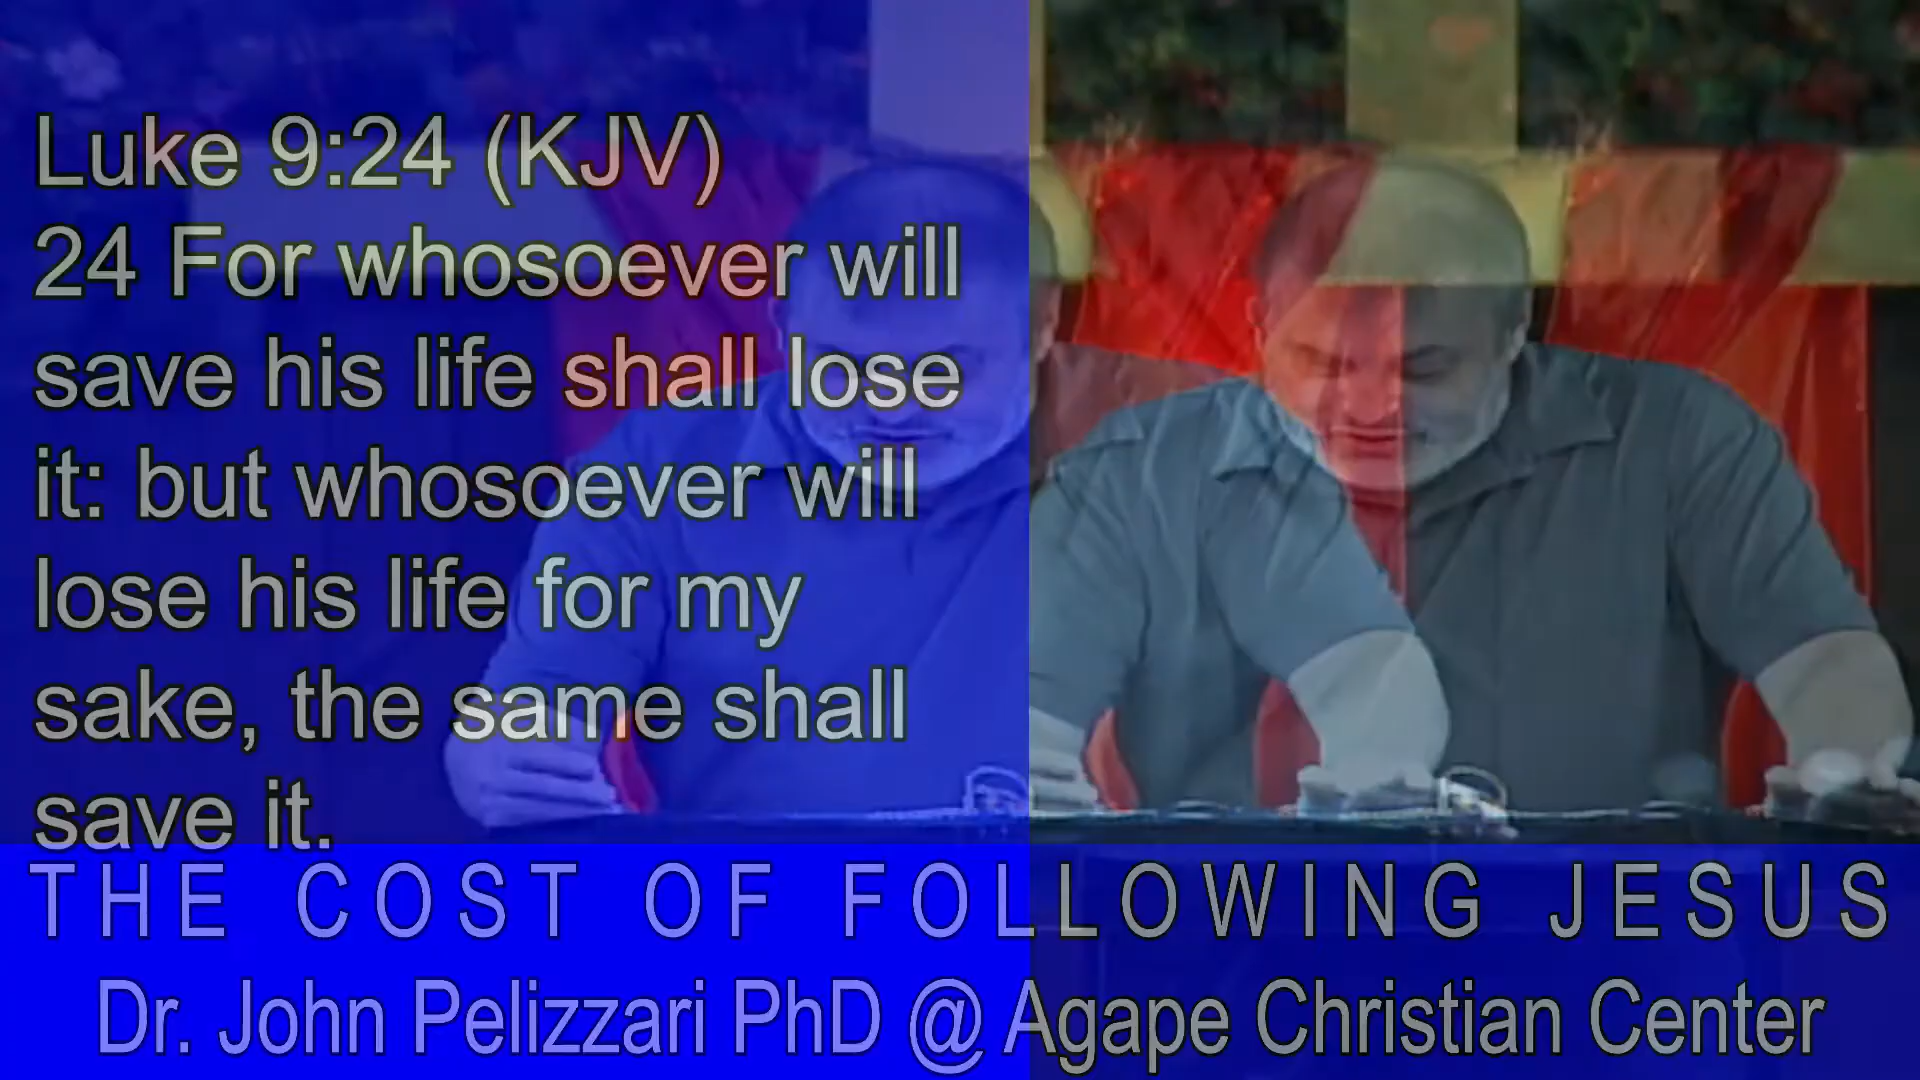 Luke 9:24 (KJV)
24 For whosoever will
save his life shall lose
it: but whosoever will
lose his life for my
sake, the same shall
save it.
THE COST OF FOLLOWING JESUS
Dr. John Pelizzari PhD @ Agape Christian Center